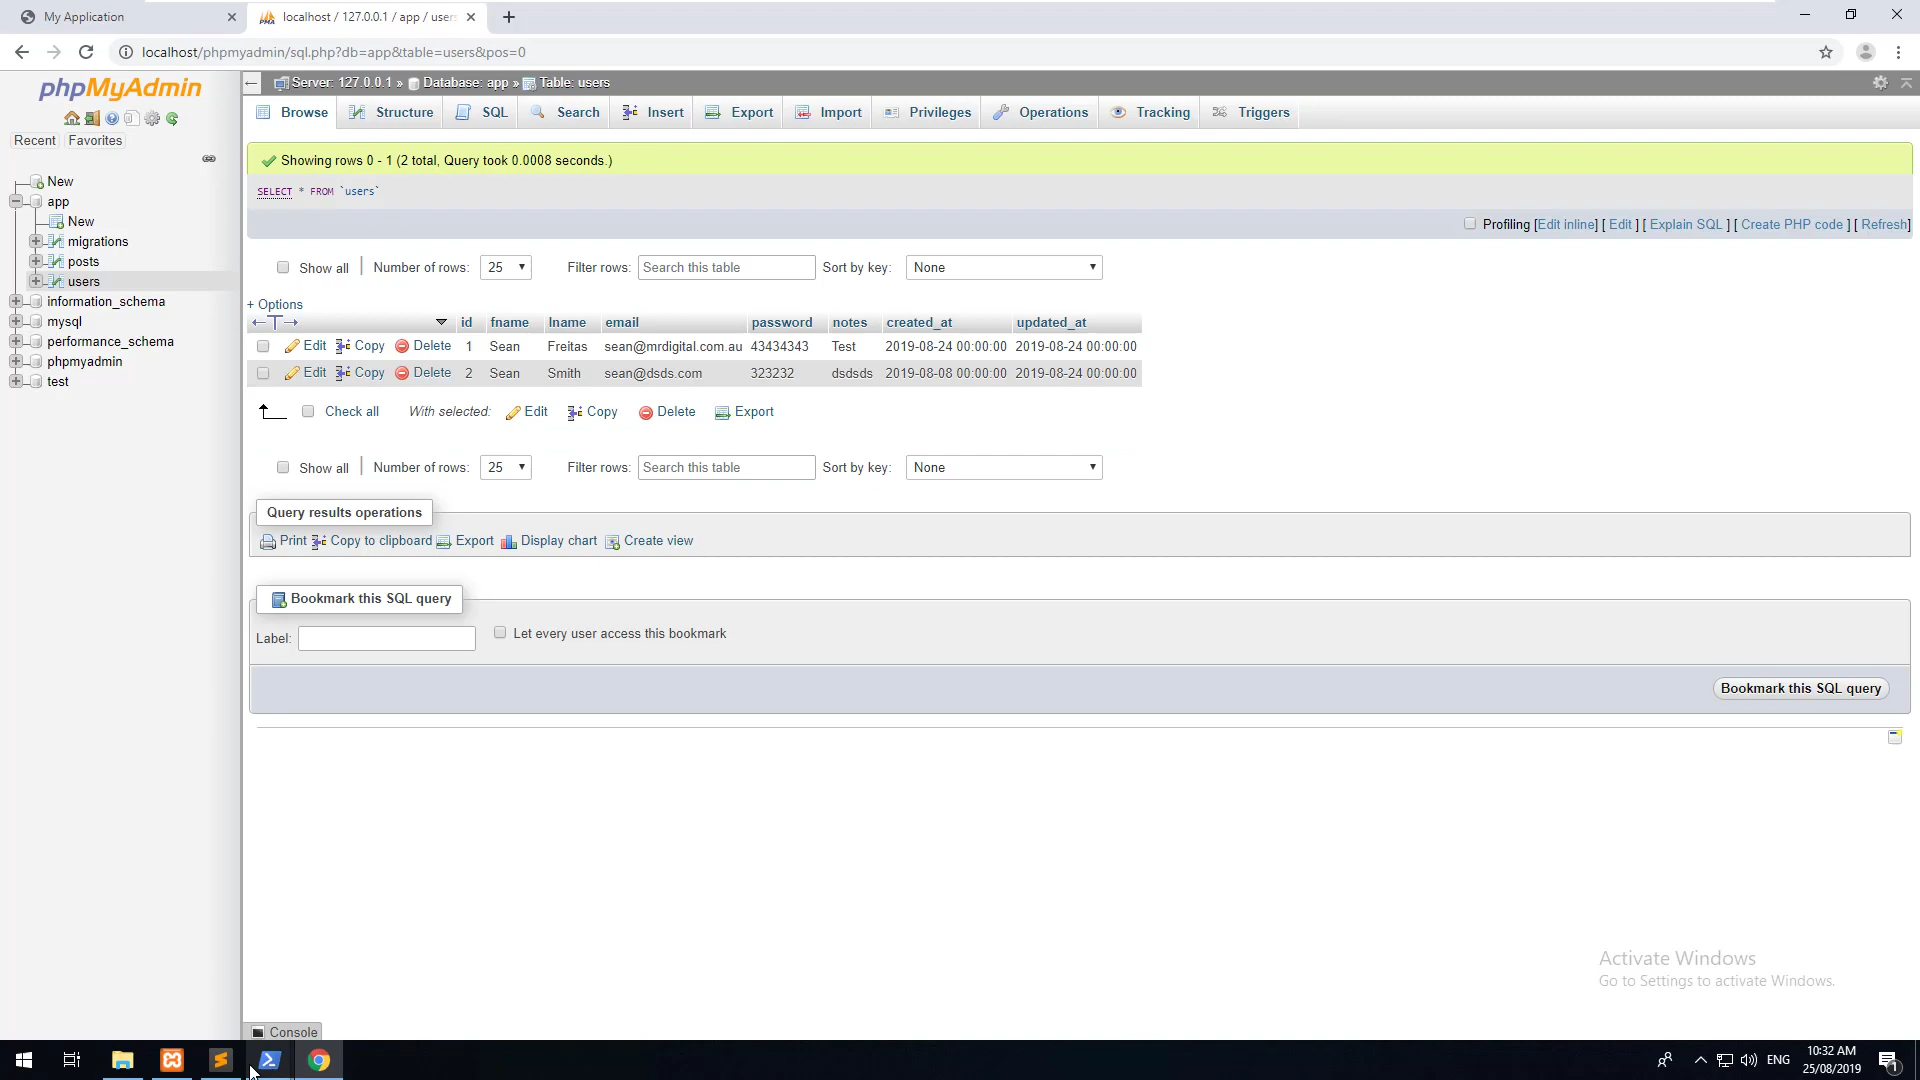 My Application
localhost / 127.0.0.1 / app / users
localhost/phpmyadmin/sql.php?db=app&table=users&pos=0
phpMyAdmin
Recent Favorites
New
app
New
migrations
posts
users
information_schema
mysql
performance_schema
phpmyadmin
test
Server: 127.0.0.1 » Database: app » Table: users
Browse Structure SQL Search Insert Export Import Privileges Operations Tracking Triggers
Showing rows 0 - 1 (2 total, Query took 0.0008 seconds.)
SELECT * FROM `users`
Profiling [Edit inline] [ Edit ] [ Explain SQL ] [ Create PHP code ] [ Refresh]
Show all Number of rows: 25 Filter rows: Search this table Sort by key: None
+ Options
id fname lname email password notes created_at updated_at
Edit Copy Delete 1 Sean Freitas sean@mrdigital.com.au 43434343 Test 2019-08-24 00:00:00 2019-08-24 00:00:00
Edit Copy Delete 2 Sean Smith sean@dsds.com 323232 dsdsds 2019-08-08 00:00:00 2019-08-24 00:00:00
Check all With selected: Edit Copy Delete Export
Show all Number of rows: 25 Filter rows: Search this table Sort by key: None
Query results operations
Print Copy to clipboard Export Display chart Create view
Bookmark this SQL query
Label: Let every user access this bookmark
Bookmark this SQL query
Activate Windows
Go to Settings to activate Windows.
Console
ENG
10:32 AM
25/08/2019
1